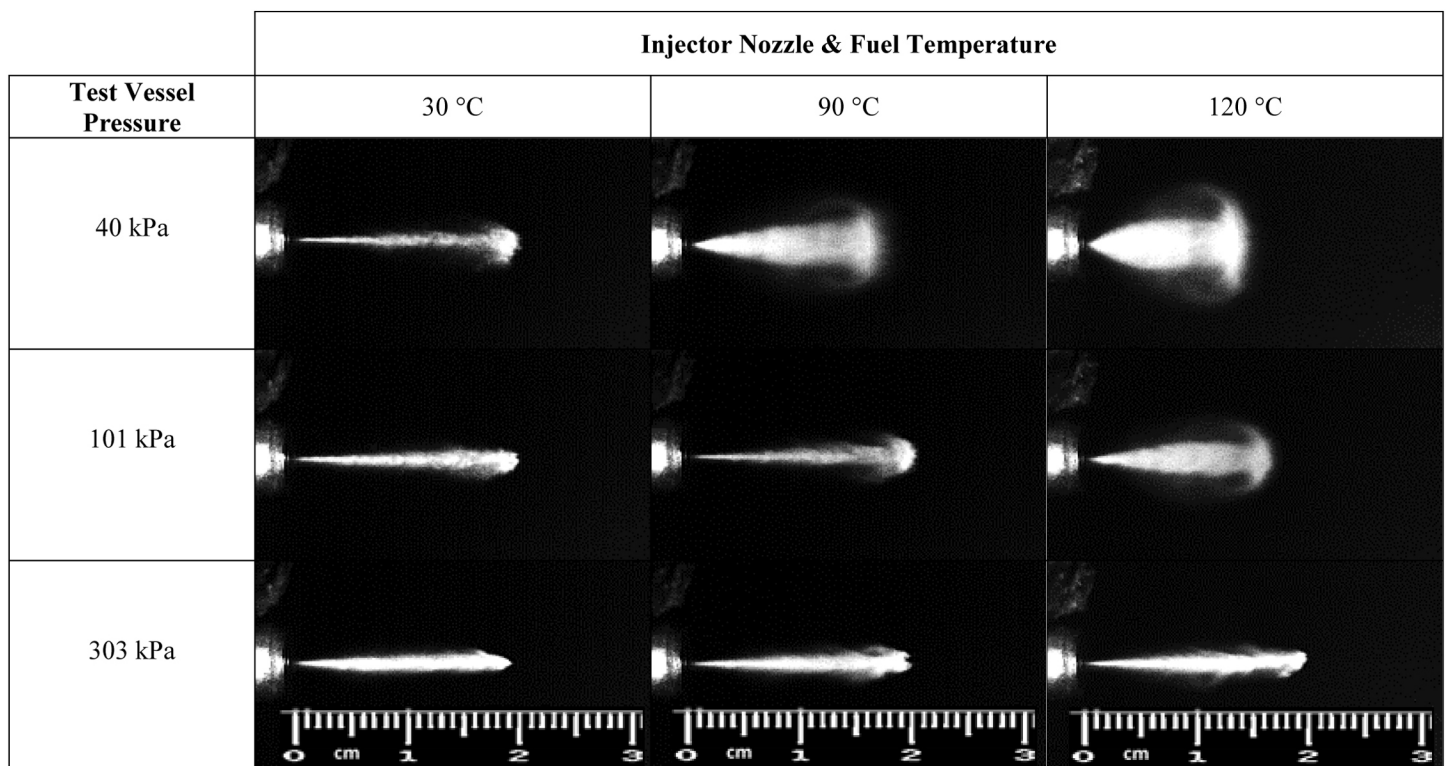 Injector Nozzle & Fuel Temperature
Test Vessel
Pressure
30 °C
90 °C
120 °C
40 kPa
101 kPa
303 kPa
0 cm 1 2 3
0 cm 1 2 3
0 cm 1 2 3